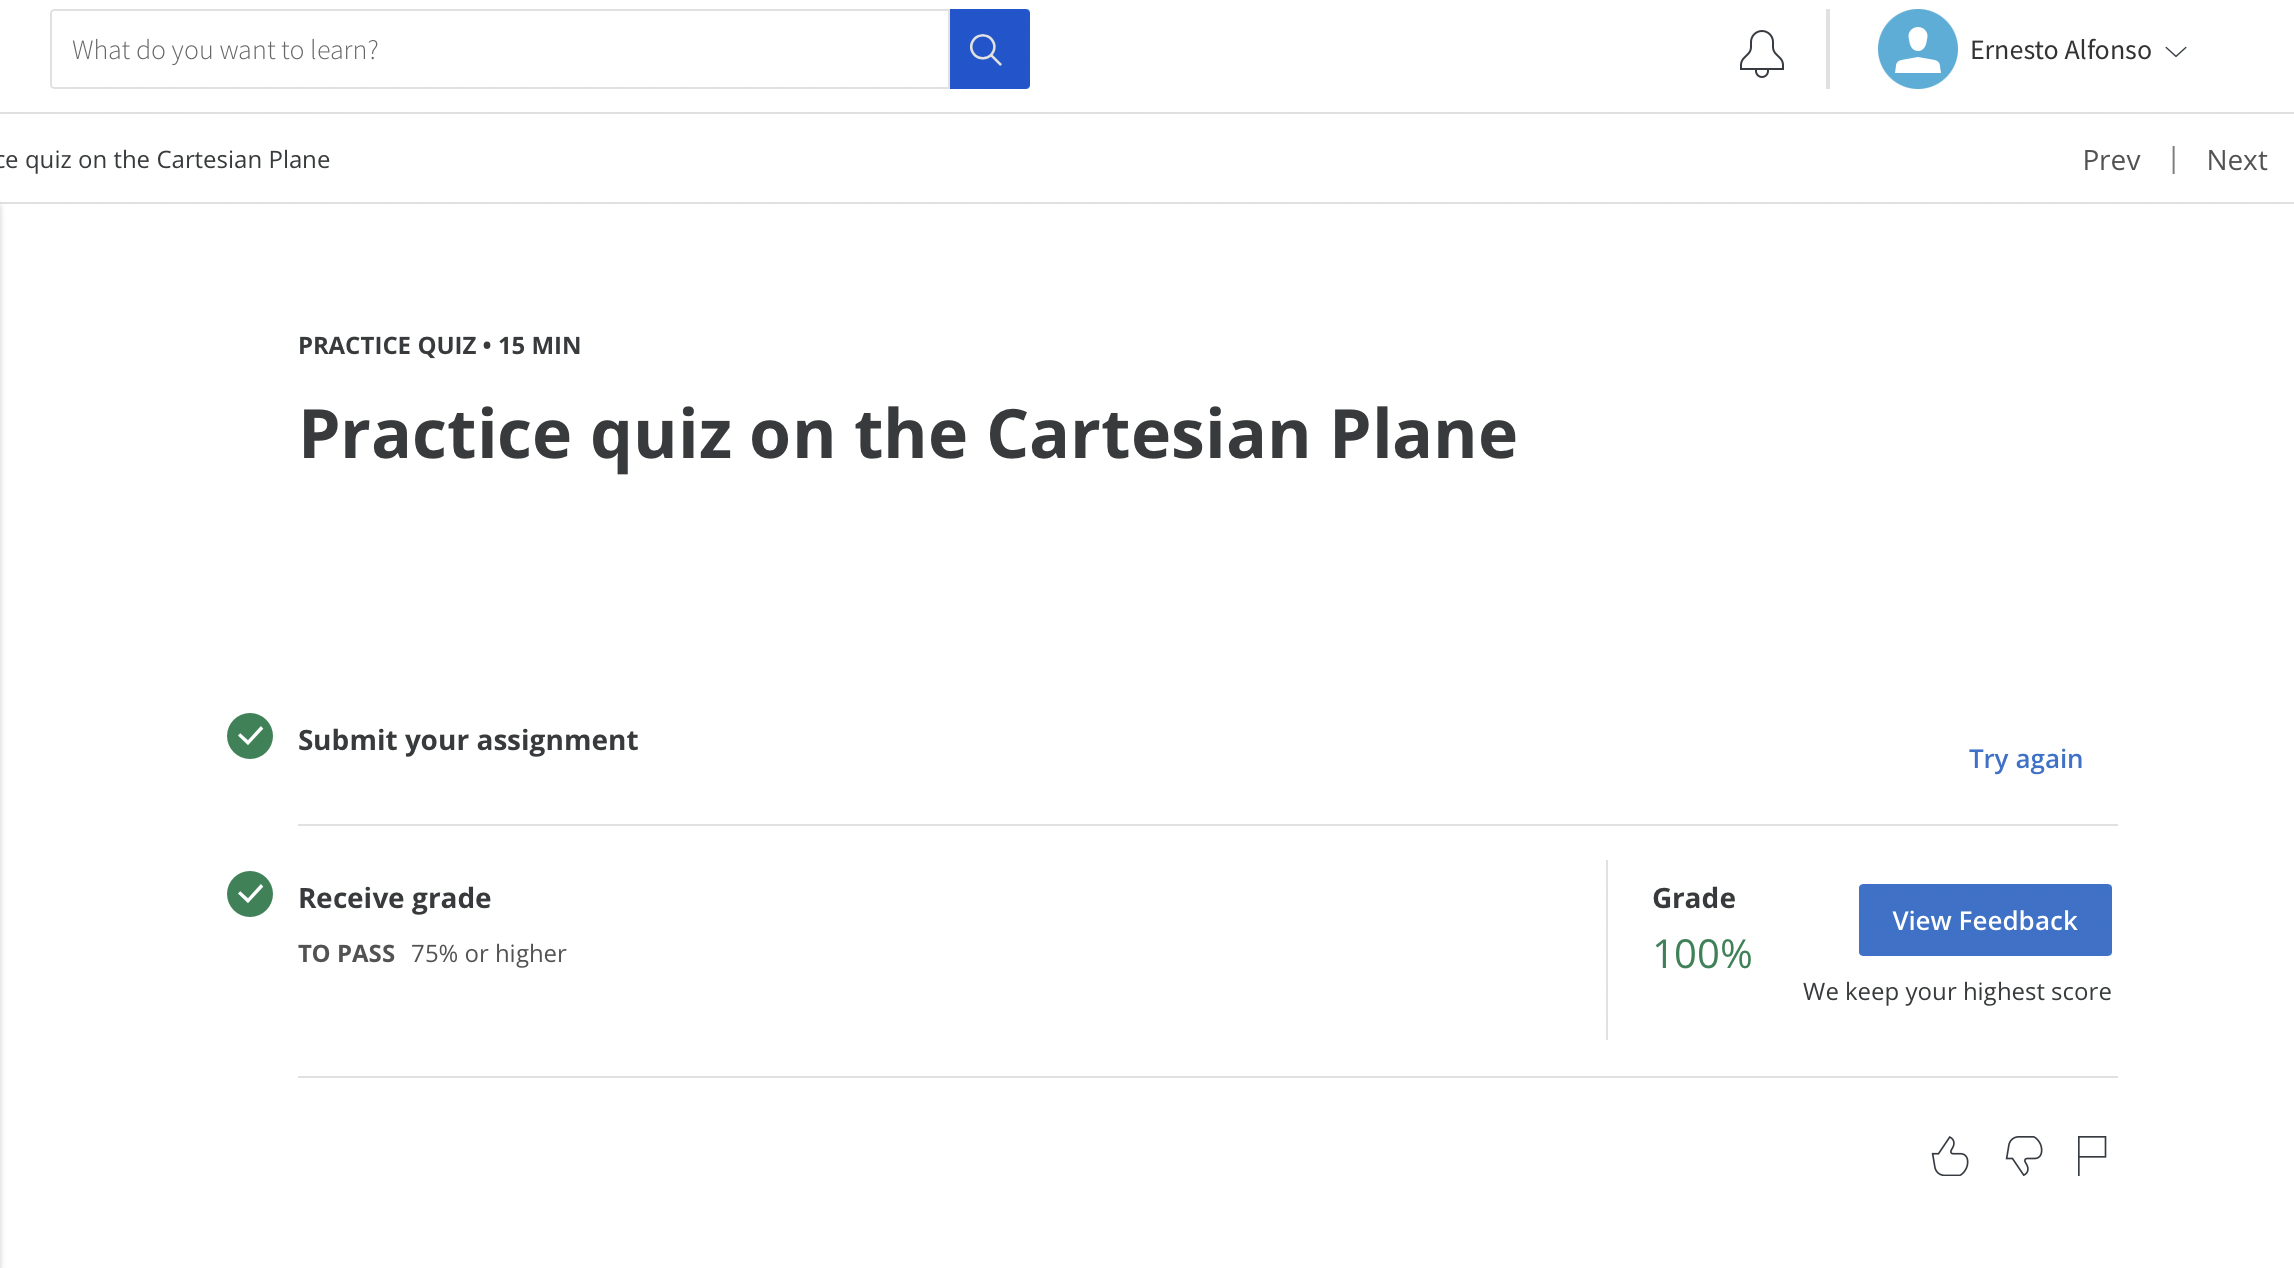 What do you want to learn?
Ernesto Alfonso
ce quiz on the Cartesian Plane
Prev | Next
PRACTICE QUIZ • 15 MIN
Practice quiz on the Cartesian Plane
Submit your assignment
Try again
Receive grade
TO PASS 75% or higher
Grade
100%
View Feedback
We keep your highest score